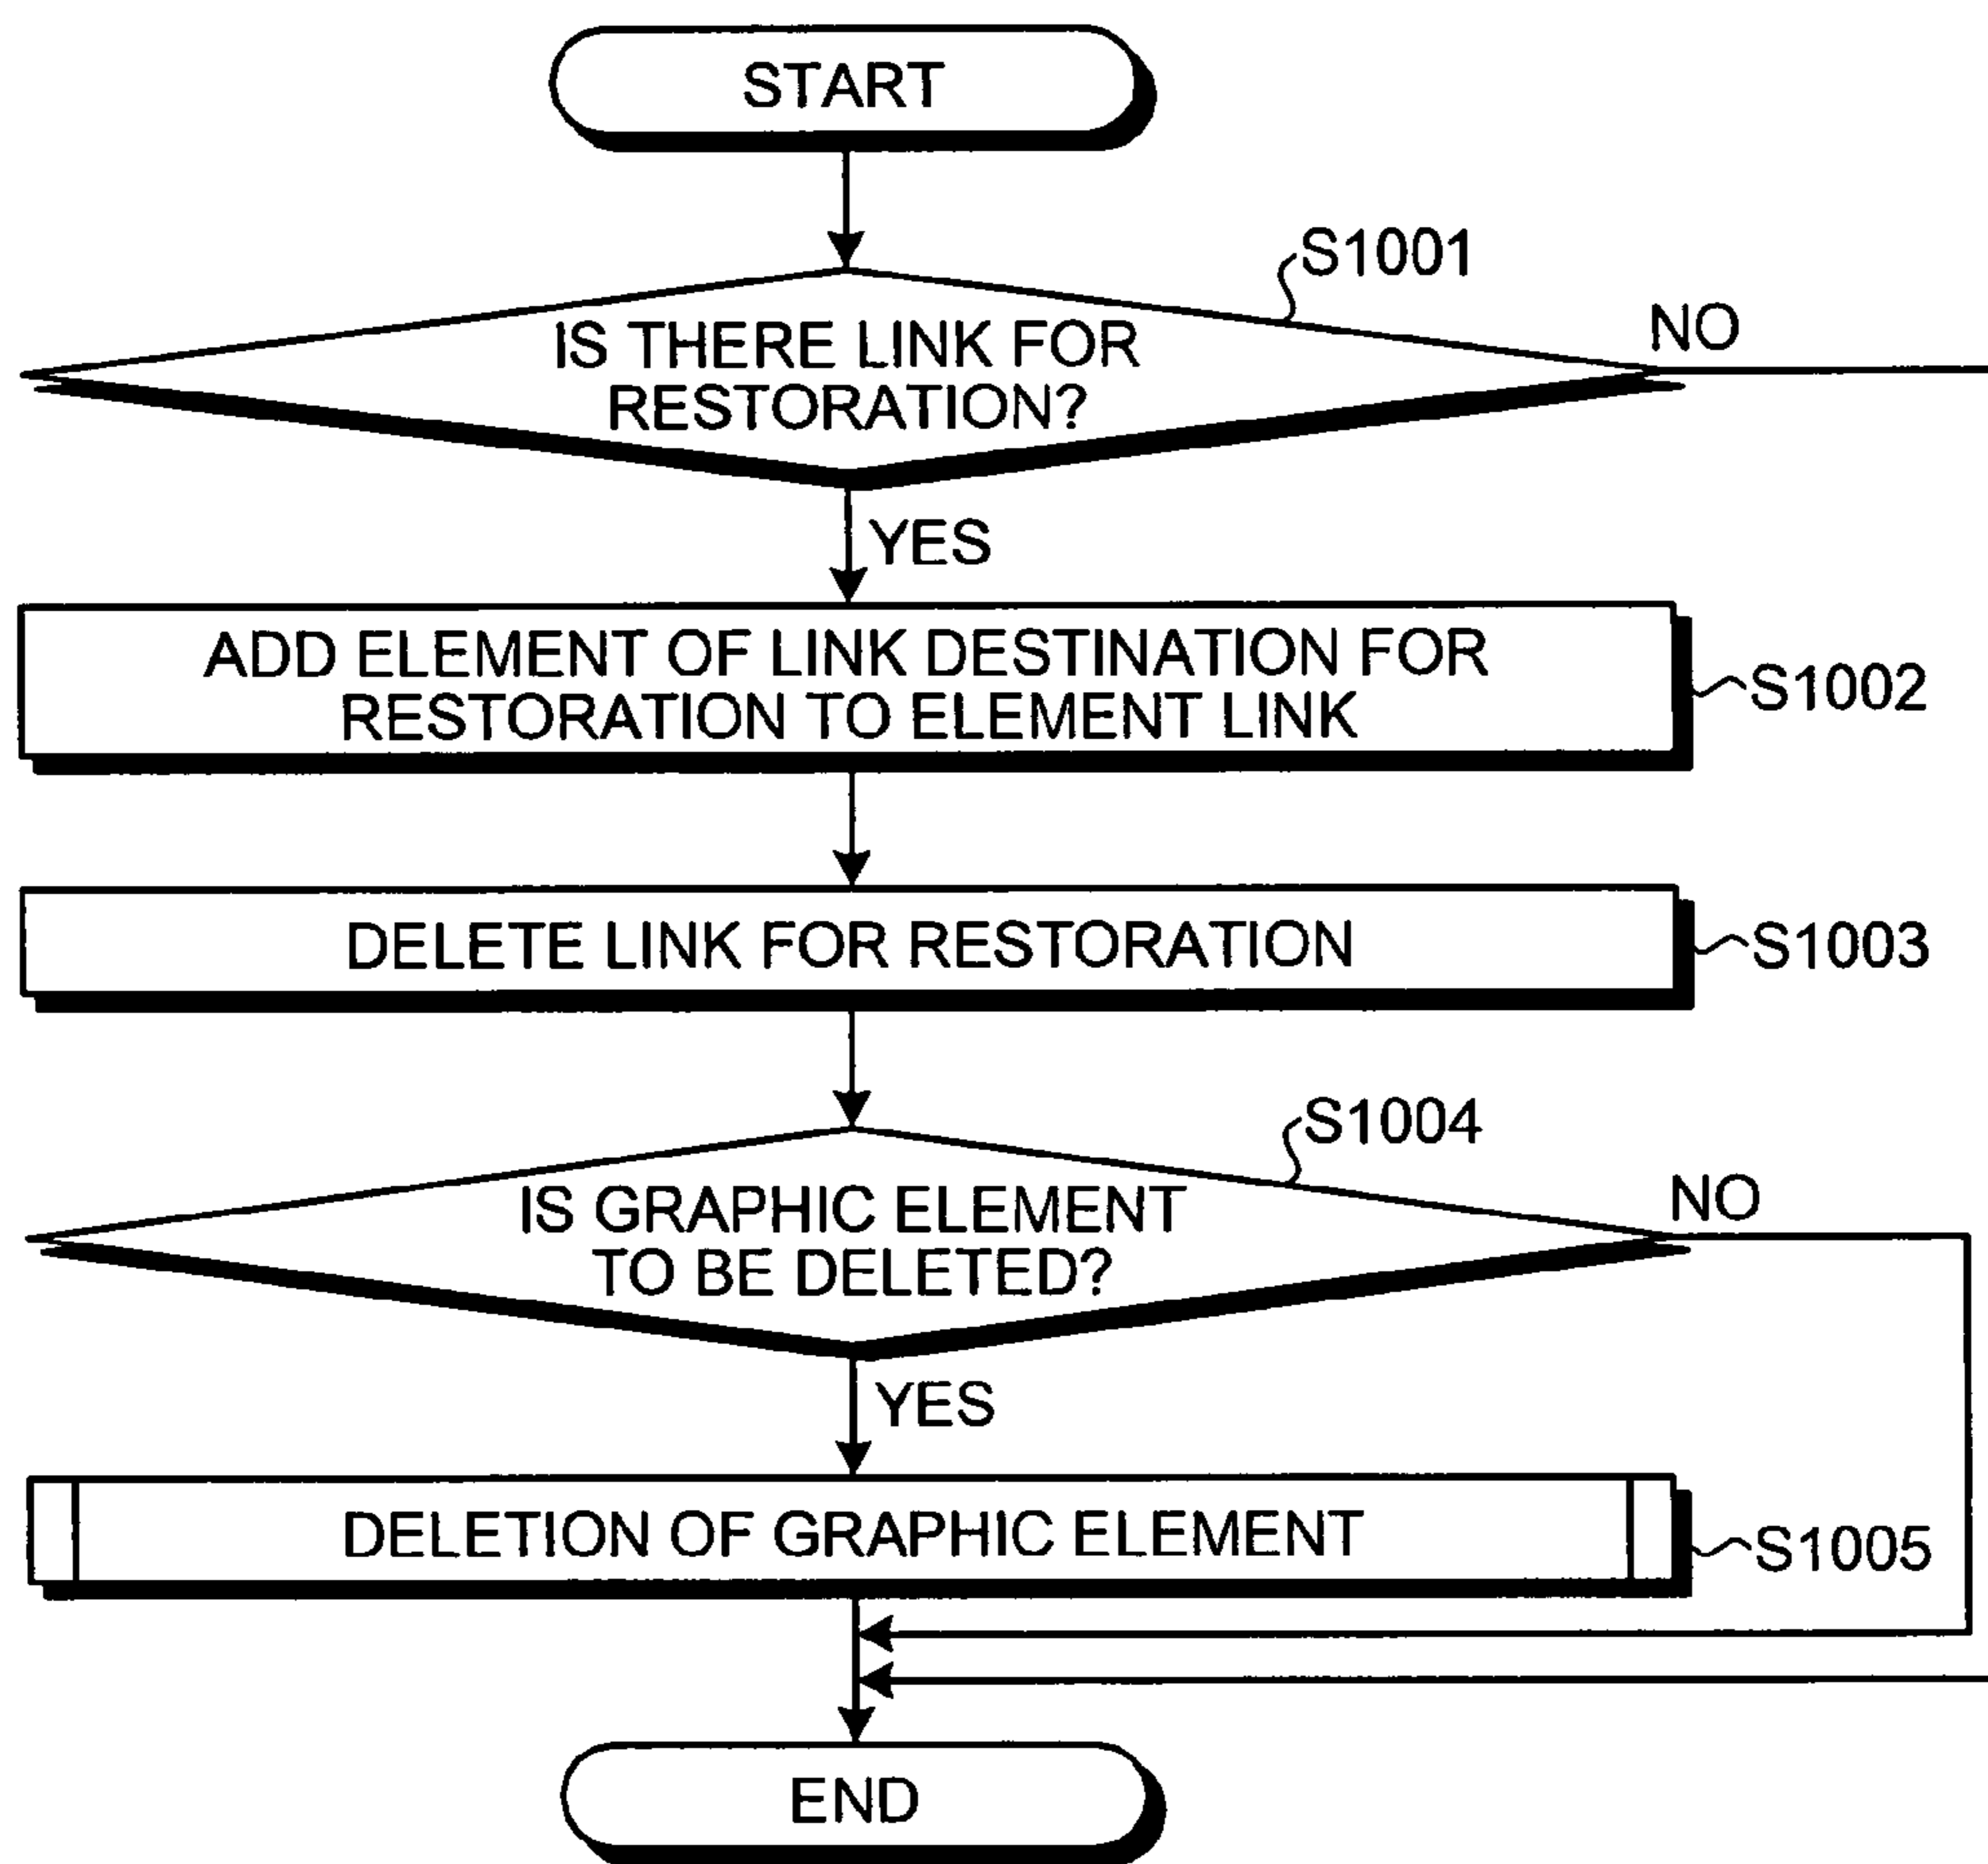 START
S1001
NO
IS THERE LINK FOR
RESTORATION?
YES
ADD ELEMENT OF LINK DESTINATION FOR
RESTORATION TO ELEMENT LINK
S1002
DELETE LINK FOR RESTORATION
S1003
S1004
NO
IS GRAPHIC ELEMENT
TO BE DELETED?
YES
DELETION OF GRAPHIC ELEMENT
S1005
END